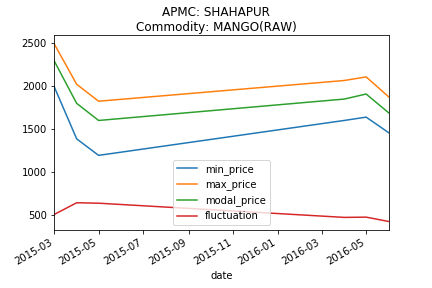 APMC: SHAHAPUR
Commodity: MANGO(RAW)
2500
2000
1500
1000
500
min_price
max_price
modal_price
fluctuation
2015-03
2015-05
2015-07
2015-09
2015-11
2016-01
2016-03
2016-05
date